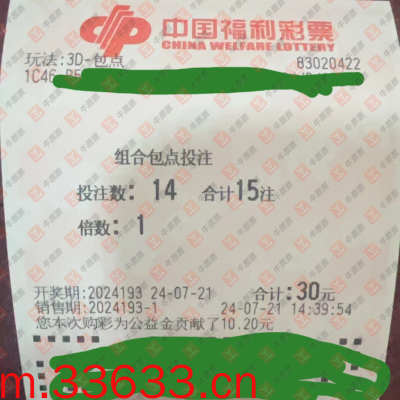 中国福利彩票
CHINA WELFARE LOTTERY
玩法:3D-包点
83020422
1C46
组合包点投注
投注数: 14 合计15注
倍数: 1
开奖期:2024193 24-07-21 合计:30元
销售期:2024193-1 24-07-21 14:39:54
您本次购彩为公益金贡献了10.20元
m.33633.cn